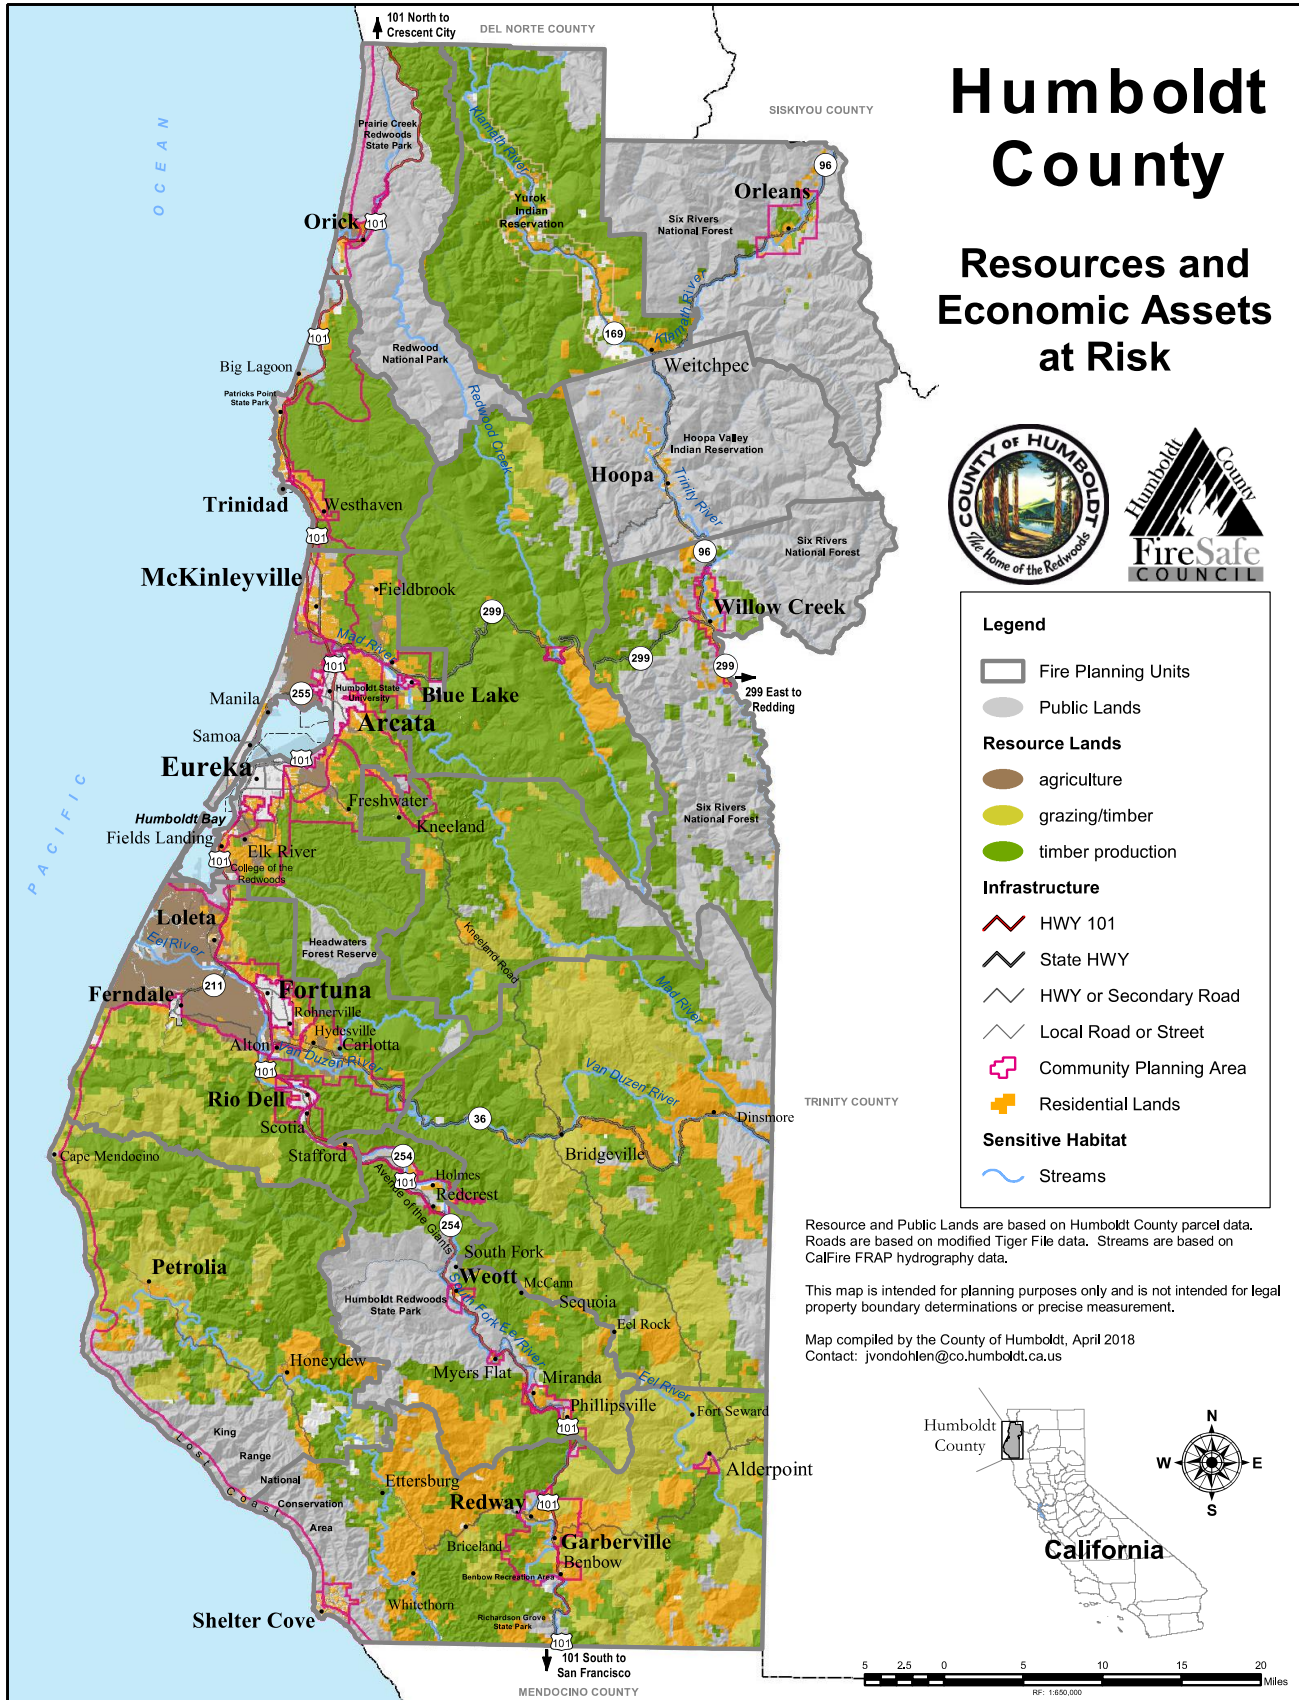 101 North to
Crescent City
DEL NORTE COUNTY
SISKIYOU COUNTY
Humboldt
County
Resources and
Economic Assets
at Risk
COUNTY OF HUMBOLDT
The Home of the Redwoods
Humboldt
County
FireSafe
COUNCIL
OCEAN
PACIFIC
Prairie Creek
Redwoods
State Park
Klamath River
Yurok
Indian
Reservation
96
Orleans
Six Rivers
National Forest
Orick
101
Klamath River
169
Weitchpec
101
Redwood
National Park
Big Lagoon
Patricks Point
State Park
Redwood Creek
Hoopa Valley
Indian Reservation
Hoopa
Trinity River
Trinidad
Westhaven
101
Six Rivers
National Forest
96
McKinleyville
Fieldbrook
299
Willow Creek
Mad River
101
299
299
299 East to
Redding
255
Humboldt State
University
Blue Lake
Manila
Arcata
Samoa
101
Eureka
Freshwater
Kneeland
Six Rivers
National Forest
Humboldt Bay
Fields Landing
Elk River
101
College of the
Redwoods
Loleta
Eel River
Headwaters
Forest Reserve
Kneeland Road
Mad River
211
Ferndale
Fortuna
Rohnerville
Hydesville
Alton
Carlotta
Van Duzen River
101
Van Duzen River
Rio Dell
36
Dinsmore
TRINITY COUNTY
Scotia
Stafford
Bridgeville
254
Cape Mendocino
101
Holmes
Redcrest
Avenue of the Giants
254
South Fork
Petrolia
Weott
McCann
Humboldt Redwoods
State Park
Sequoia
South Fork Eel River
Eel Rock
Honeydew
Myers Flat
Miranda
Eel River
Phillipsville
Fort Seward
101
King
Range
National
Conservation
Area
Lost Coast
Ettersburg
Alderpoint
Redway
101
Garberville
Briceland
Benbow
Benbow Recreation Area
Whitethorn
Shelter Cove
Richardson Grove
State Park
101
101 South to
San Francisco
MENDOCINO COUNTY
Legend
Fire Planning Units
Public Lands
Resource Lands
agriculture
grazing/timber
timber production
Infrastructure
HWY 101
State HWY
HWY or Secondary Road
Local Road or Street
Community Planning Area
Residential Lands
Sensitive Habitat
Streams
Resource and Public Lands are based on Humboldt County parcel data.
Roads are based on modified Tiger File data. Streams are based on
CalFire FRAP hydrography data.
This map is intended for planning purposes only and is not intended for legal
property boundary determinations or precise measurement.
Map compiled by the County of Humboldt, April 2018
Contact: jvondohlen@co.humboldt.ca.us
Humboldt
County
California
N
W
E
S
5 2.5 0 5 10 15 20
Miles
RF: 1:650,000